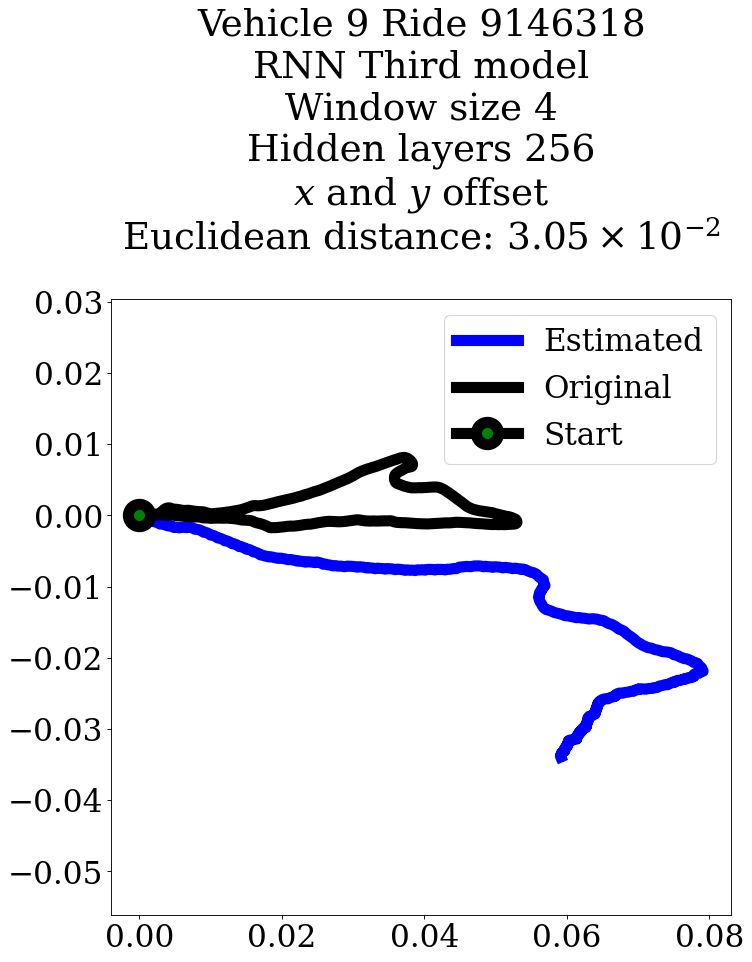 Vehicle 9 Ride 9146318
RNN Third model
Window size 4
Hidden layers 256
x and y offset
Euclidean distance: 3.05 × 10⁻²
Estimated
Original
Start
0.03
0.02
0.01
0.00
−0.01
−0.02
−0.03
−0.04
−0.05
0.00 0.02 0.04 0.06 0.08